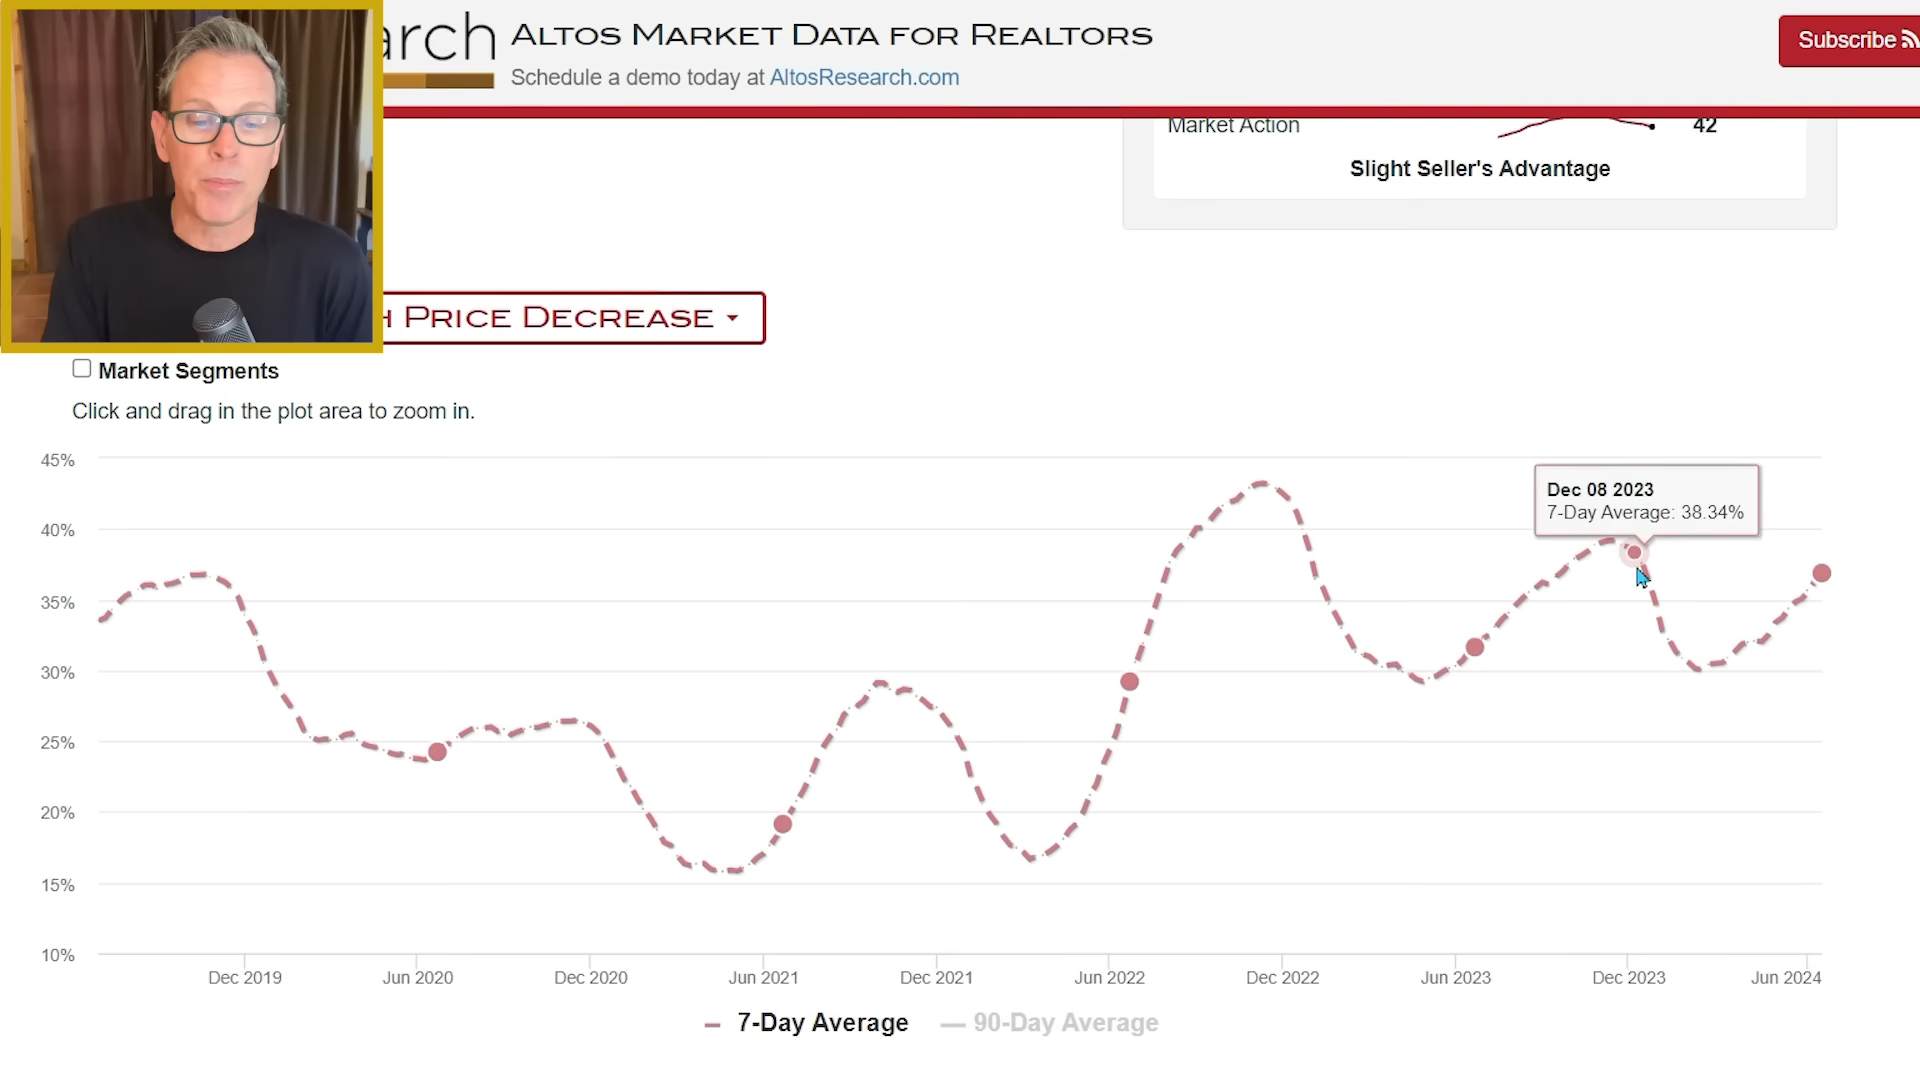 arch
ALTOS MARKET DATA FOR REALTORS
Schedule a demo today at AltosResearch.com
Subscribe
Market Action 42
Slight Seller's Advantage
H PRICE DECREASE
Market Segments
Click and drag in the plot area to zoom in.
45%
40%
35%
30%
25%
20%
15%
10%
Dec 08 2023
7-Day Average: 38.34%
Dec 2019 Jun 2020 Dec 2020 Jun 2021 Dec 2021 Jun 2022 Dec 2022 Jun 2023 Dec 2023 Jun 2024
7-Day Average 90-Day Average